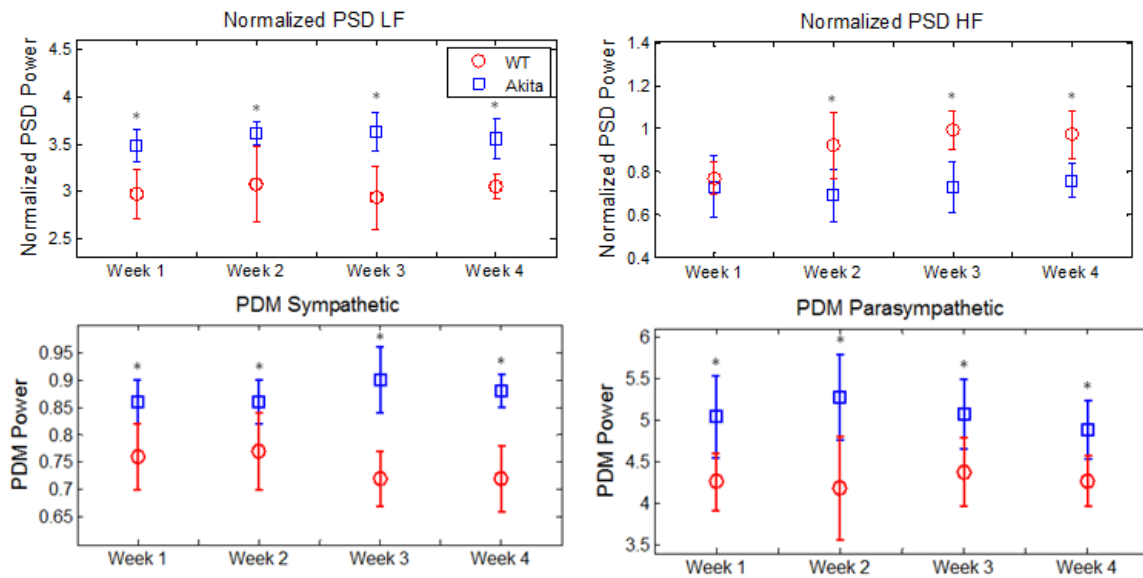 Normalized PSD LF
Normalized PSD Power
4.5
4
3.5
3
2.5
WT
Akita
*
*
*
*
Week 1 Week 2 Week 3 Week 4
Normalized PSD HF
Normalized PSD Power
1.4
1.2
1
0.8
0.6
0.4
*
*
*
Week 1 Week 2 Week 3 Week 4
PDM Sympathetic
PDM Power
0.95
0.9
0.85
0.8
0.75
0.7
0.65
*
*
*
*
Week 1 Week 2 Week 3 Week 4
PDM Parasympathetic
PDM Power
6
5.5
5
4.5
4
3.5
*
*
*
*
Week 1 Week 2 Week 3 Week 4